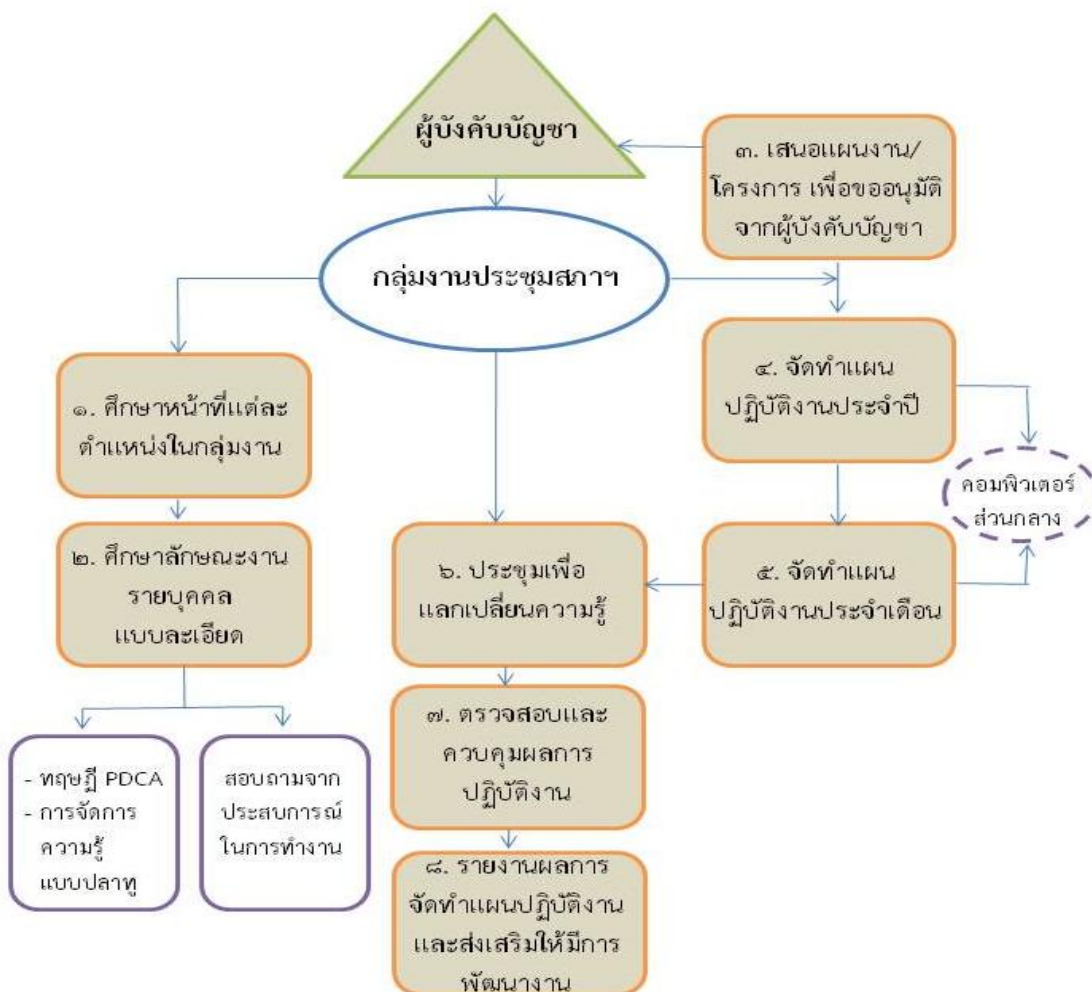 ผู้บังคับบัญชา
๓. เสนอแผนงาน/
โครงการ เพื่อขออนุมัติ
จากผู้บังคับบัญชา
กลุ่มงานประชุมสภาฯ
๑. ศึกษาหน้าที่แต่ละ
ตำแหน่งในกลุ่มงาน
๔. จัดทำแผน
ปฏิบัติงานประจำปี
คอมพิวเตอร์
ส่วนกลาง
๒. ศึกษาลักษณะงาน
รายบุคคล
แบบละเอียด
๖. ประชุมเพื่อ
แลกเปลี่ยนความรู้
๕. จัดทำแผน
ปฏิบัติงานประจำเดือน
- ทฤษฎี PDCA
- การจัดการ
ความรู้
แบบปลาทู
สอบถามจาก
ประสบการณ์
ในการทำงาน
๗. ตรวจสอบและ
ควบคุมผลการ
ปฏิบัติงาน
๘. รายงานผลการ
จัดทำแผนปฏิบัติงาน
และส่งเสริมให้มีการ
พัฒนางาน